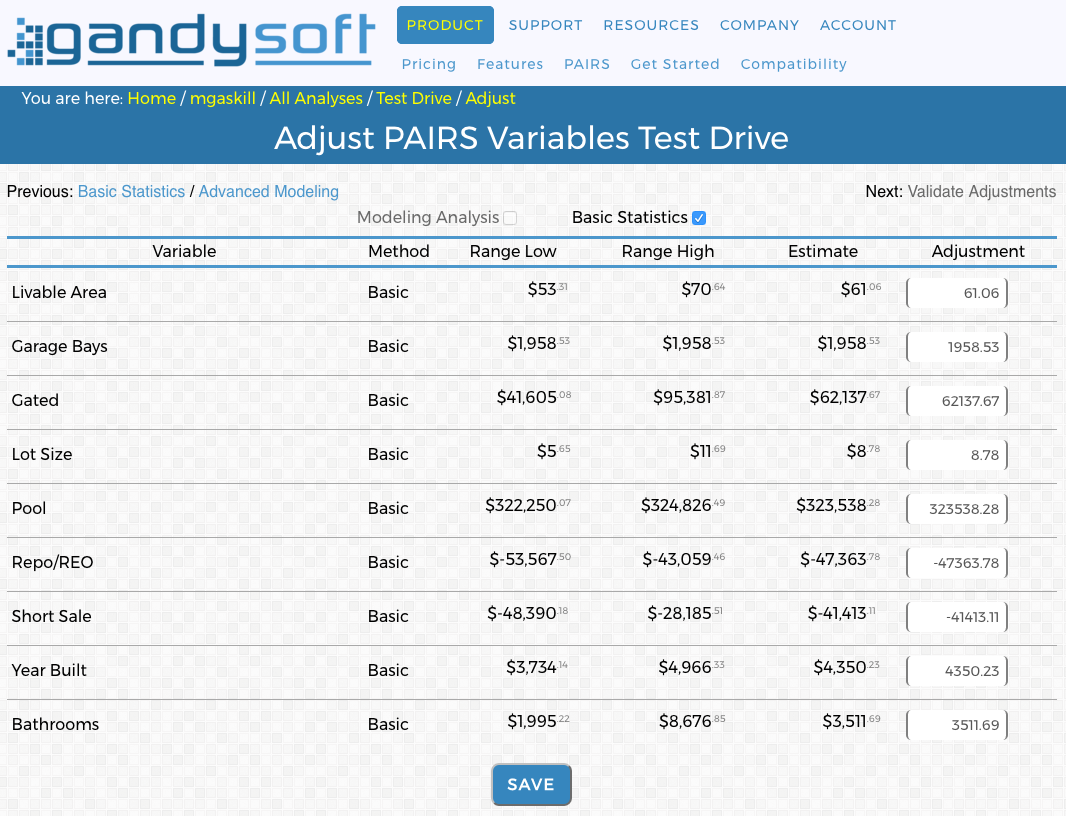 gandysoft
PRODUCT SUPPORT RESOURCES COMPANY ACCOUNT
Pricing Features PAIRS Get Started Compatibility
You are here: Home / mgaskill / All Analyses / Test Drive / Adjust
Adjust PAIRS Variables Test Drive
Previous: Basic Statistics / Advanced Modeling Next: Validate Adjustments
Modeling Analysis Basic Statistics
Variable Method Range Low Range High Estimate Adjustment
Livable Area Basic $53.31 $70.64 $61.06 61.06
Garage Bays Basic $1,958.53 $1,958.53 $1,958.53 1958.53
Gated Basic $41,605.08 $95,381.87 $62,137.67 62137.67
Lot Size Basic $5.65 $11.69 $8.78 8.78
Pool Basic $322,250.07 $324,826.49 $323,538.28 323538.28
Repo/REO Basic $-53,567.50 $-43,059.46 $-47,363.78 -47363.78
Short Sale Basic $-48,390.18 $-28,185.51 $-41,413.11 -41413.11
Year Built Basic $3,734.14 $4,966.33 $4,350.23 4350.23
Bathrooms Basic $1,995.22 $8,676.85 $3,511.69 3511.69
SAVE